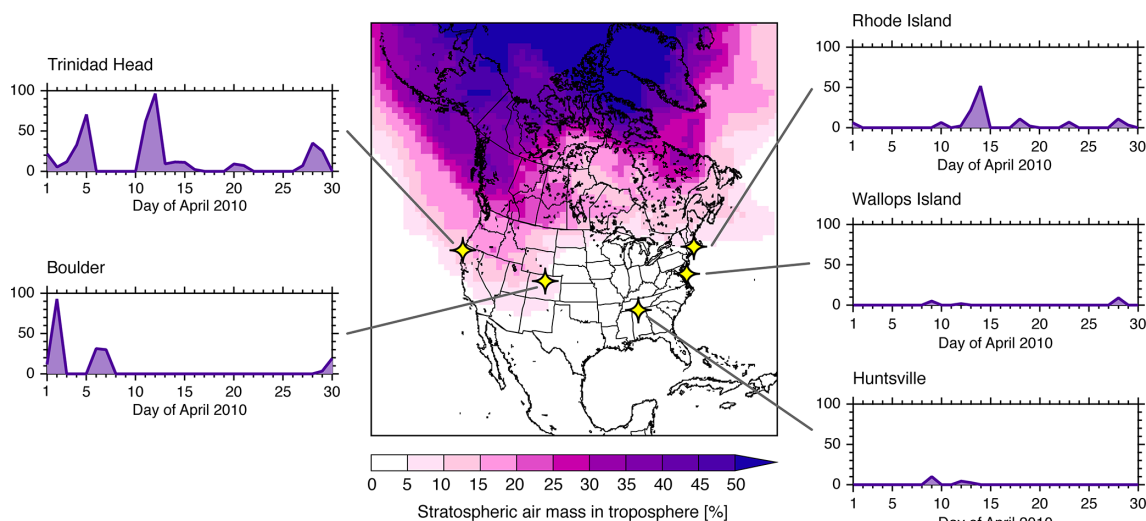 Trinidad Head
100
50
0
1 5 10 15 20 25 30
Day of April 2010
Boulder
100
50
0
1 5 10 15 20 25 30
Day of April 2010
0 5 10 15 20 25 30 35 40 45 50
Stratospheric air mass in troposphere [%]
Rhode Island
100
50
0
1 5 10 15 20 25 30
Day of April 2010
Wallops Island
100
50
0
1 5 10 15 20 25 30
Day of April 2010
Huntsville
100
50
0
1 5 10 15 20 25 30
Day of April 2010